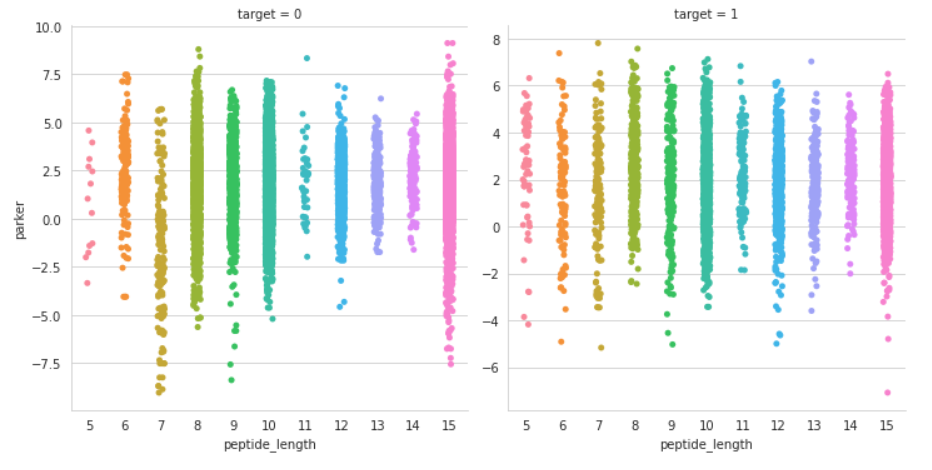 target = 0
10.0
7.5
5.0
2.5
0.0
−2.5
−5.0
−7.5
parker
5 6 7 8 9 10 11 12 13 14 15
peptide_length
target = 1
8
6
4
2
0
−2
−4
−6
5 6 7 8 9 10 11 12 13 14 15
peptide_length